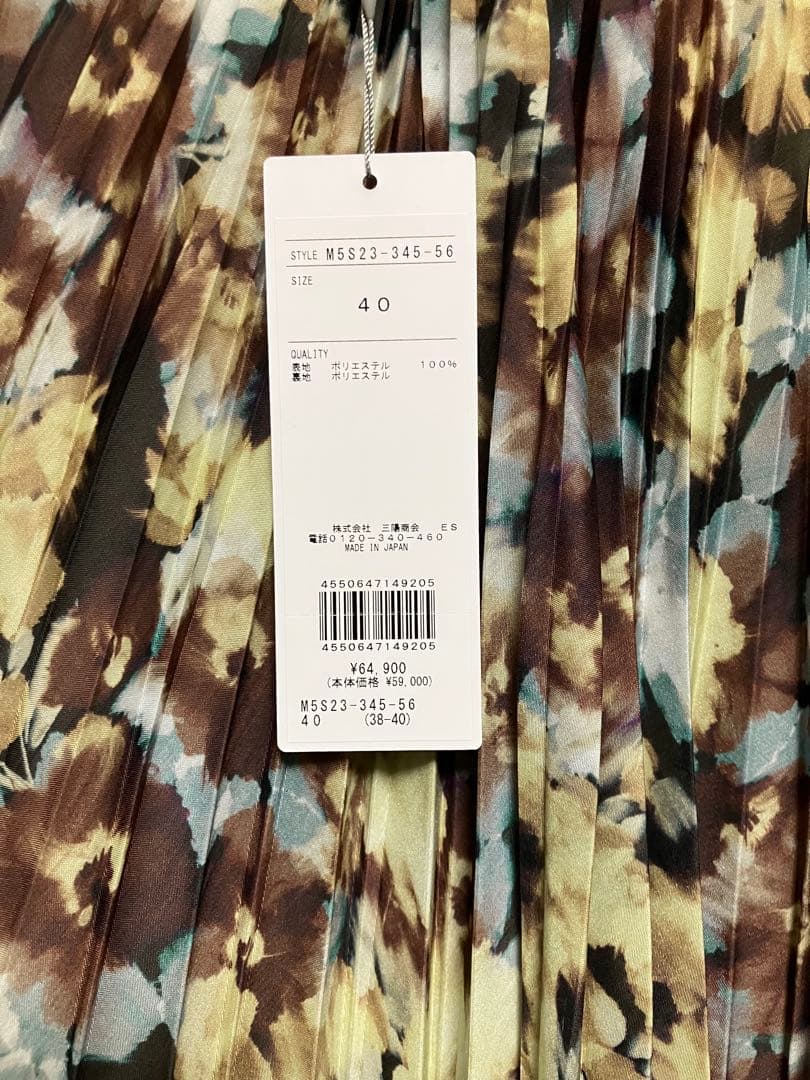 STYLE M5S23-345-56
SIZE
40
QUALITY
表地 ポリエステル 100%
裏地 ポリエステル
株式会社 三陽商会 ES
電話0120-340-460
MADE IN JAPAN
4550647149205
4550647149205
¥64,900
(本体価格 ¥59,000)
M5S23-345-56
40 (38-40)